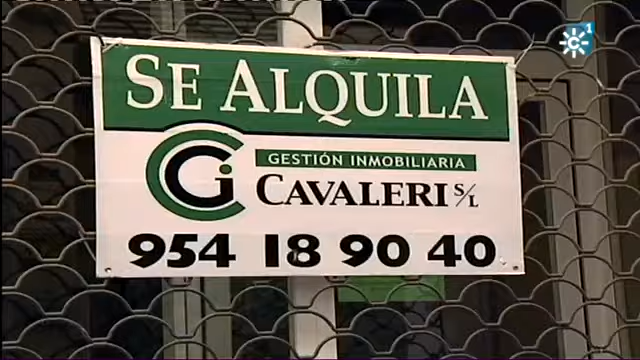 SE ALQUILA
GESTIÓN INMOBILIARIA
CAVALERI S/L
954 18 90 40